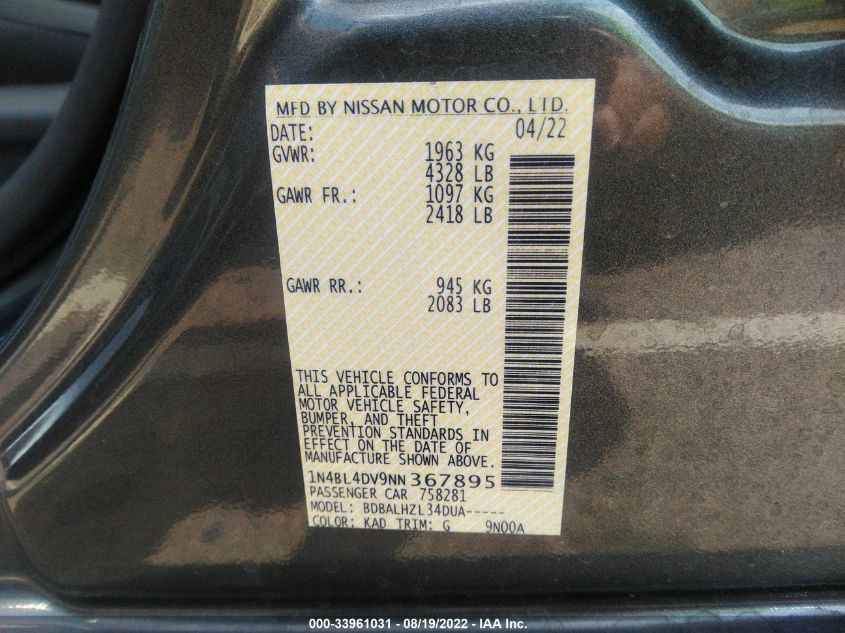 MFD BY NISSAN MOTOR CO., LTD.
DATE: 04/22
GVWR: 1963 KG
4328 LB
GAWR FR.: 1097 KG
2418 LB
GAWR RR.: 945 KG
2083 LB
THIS VEHICLE CONFORMS TO
ALL APPLICABLE FEDERAL
MOTOR VEHICLE SAFETY,
BUMPER, AND THEFT
PREVENTION STANDARDS IN
EFFECT ON THE DATE OF
MANUFACTURE SHOWN ABOVE.
1N4BL4DV9NN367895
PASSENGER CAR 758281
MODEL: BDBALHZL34DUA-----
COLOR: KAD TRIM: G 9N00A
000-33961031 - 08/19/2022 - IAA Inc.